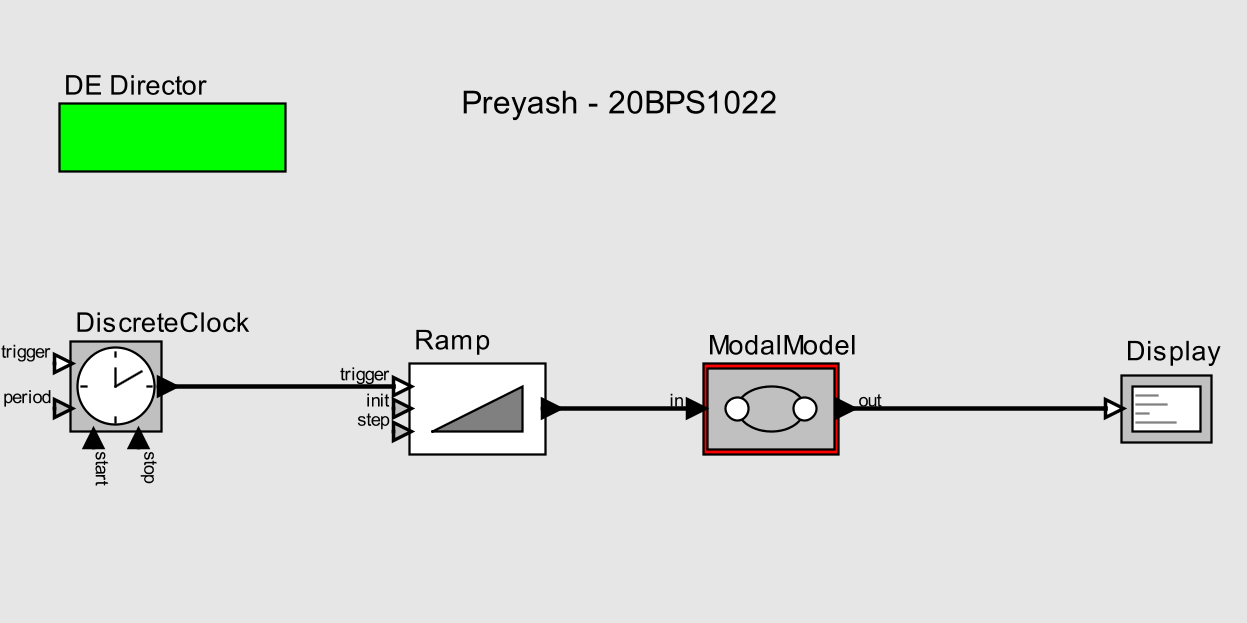 DE Director
Preyash - 20BPS1022
DiscreteClock
trigger
period
start
stop
Ramp
trigger
init
step
ModalModel
in
out
Display